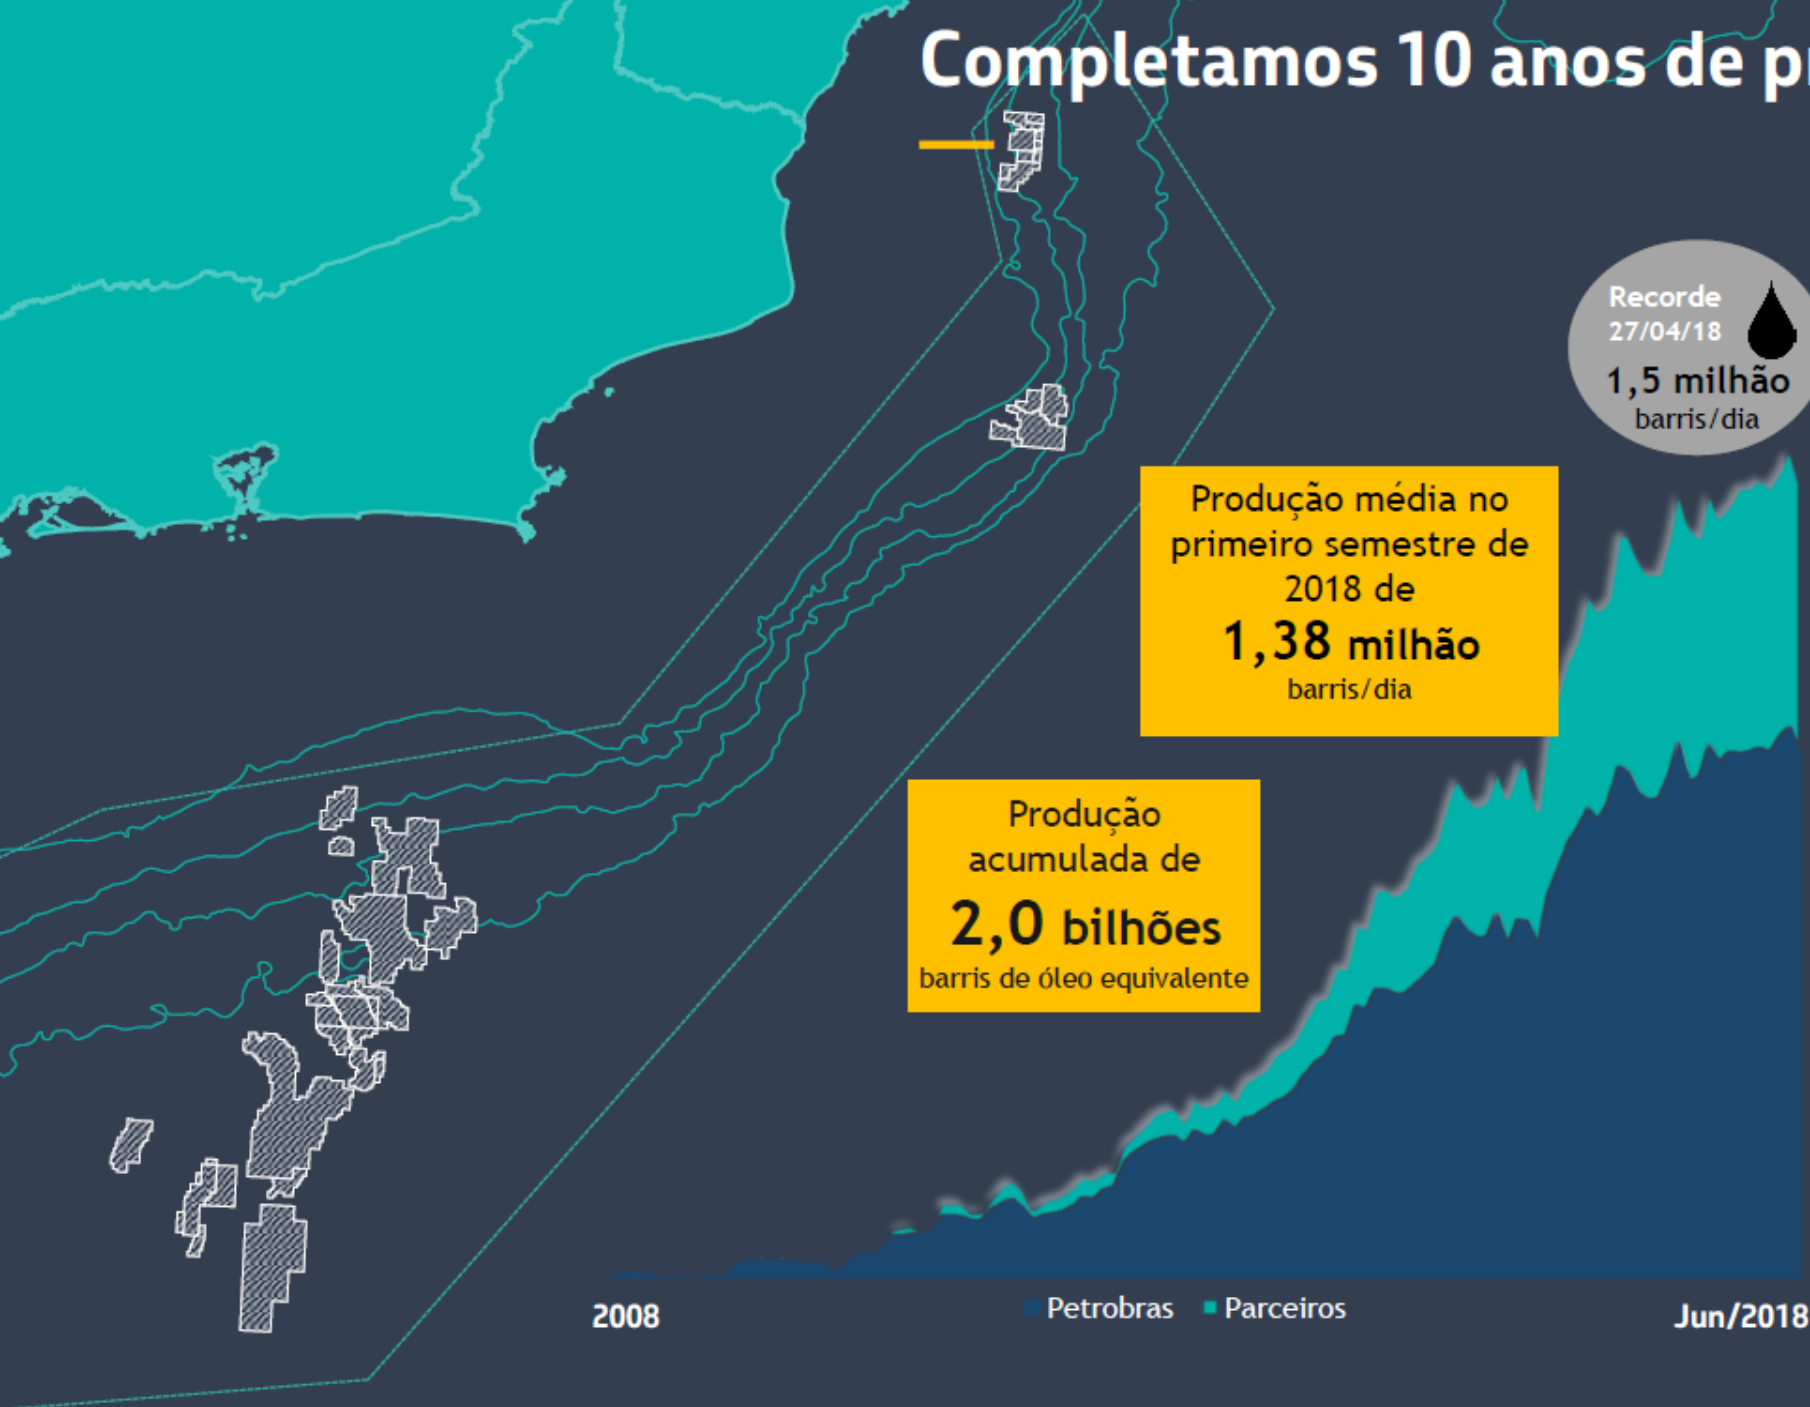 Completamos 10 anos de
Recorde
27/04/18
1,5 milhão
barris/dia
Produção média no
primeiro semestre de
2018 de
1,38 milhão
barris/dia
Produção
acumulada de
2,0 bilhões
barris de óleo equivalente
2008
Petrobras
Parceiros
Jun/2018